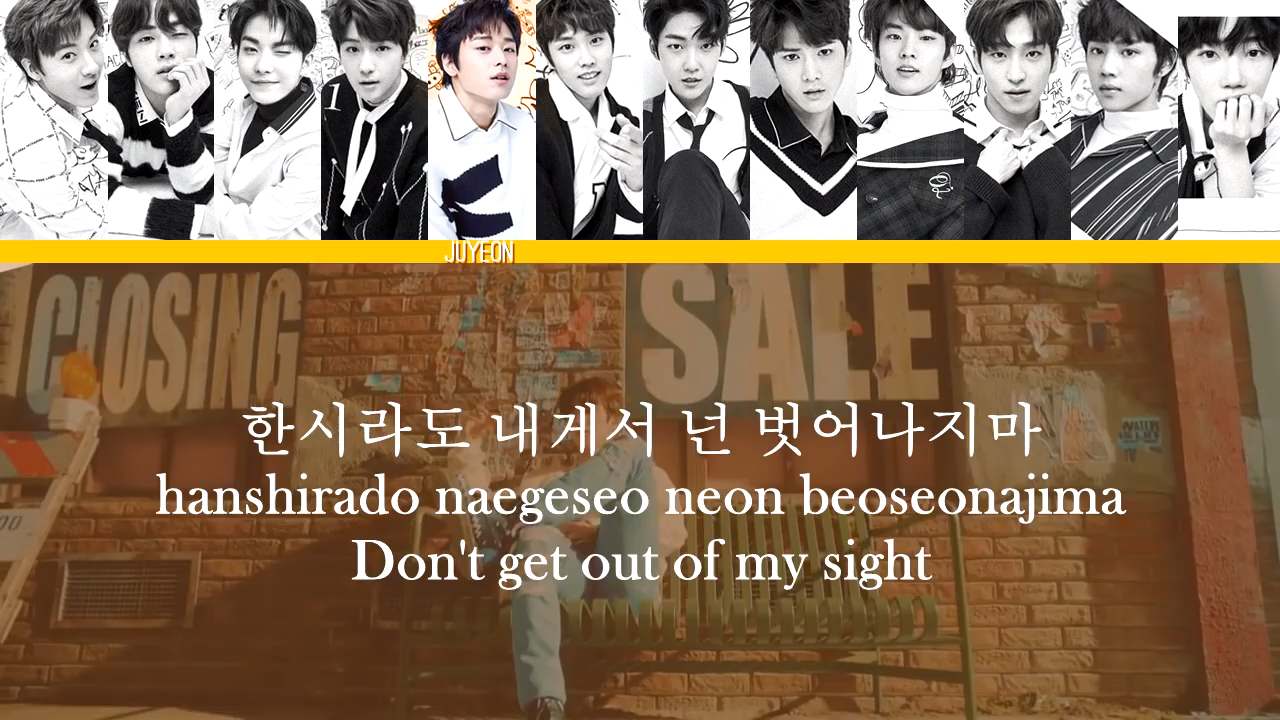 JUYEON
CLOSING
SALE
한시라도 내게서 넌 벗어나지마
hanshirado naegeseo neon beoseonajima
Don't get out of my sight